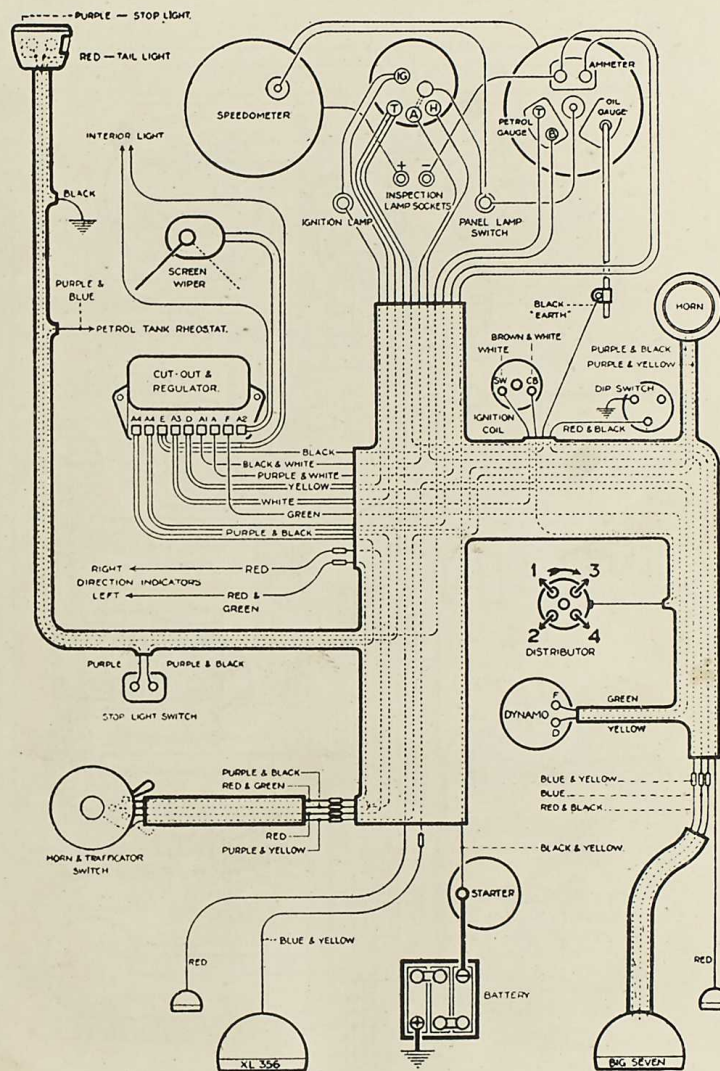 PURPLE — STOP LIGHT.
RED — TAIL LIGHT
SPEEDOMETER
IG
T
A
H
AMMETER
PETROL
GAUGE
T
B
OIL
GAUGE
INTERIOR LIGHT
+
−
INSPECTION
LAMP SOCKETS
IGNITION LAMP
PANEL LAMP
SWITCH
BLACK
SCREEN
WIPER
PURPLE &
BLUE
PETROL TANK RHEOSTAT.
BLACK
"EARTH"
HORN
BROWN & WHITE
WHITE
SW
CB
IGNITION
COIL
PURPLE & BLACK
PURPLE & YELLOW
DIP SWITCH
RED & BLACK
CUT-OUT &
REGULATOR.
A4 A4 E A3 D A1 A F A2
BLACK
BLACK & WHITE
PURPLE & WHITE
YELLOW
WHITE
GREEN
PURPLE & BLACK
RIGHT
RED
DIRECTION INDICATORS
LEFT
RED &
GREEN
1
3
2
4
DISTRIBUTOR
PURPLE
PURPLE & BLACK
STOP LIGHT SWITCH
DYNAMO
F
D
GREEN
YELLOW
PURPLE & BLACK
RED & GREEN
RED
PURPLE & YELLOW
HORN & TRAFFICATOR
SWITCH
BLUE & YELLOW
BLUE
RED & BLACK
BLACK & YELLOW
STARTER
RED
BLUE & YELLOW
BATTERY
RED
XL 356
BIG SEVEN